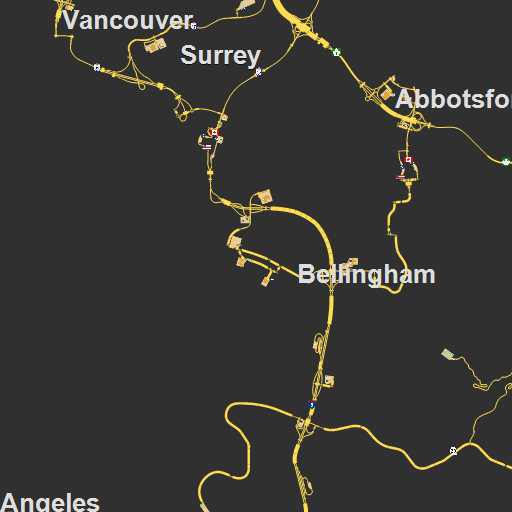 Vancouver
Surrey
Abbotsfor
Bellingham
Angeles